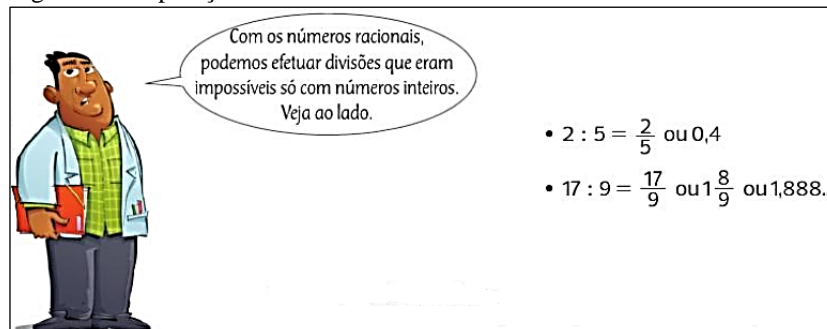 Com os números racionais,
podemos efetuar divisões que eram
impossíveis só com números inteiros.
Veja ao lado.
• 2 : 5 = 2/5 ou 0,4
• 17 : 9 = 17/9 ou 1 8/9 ou 1,888.